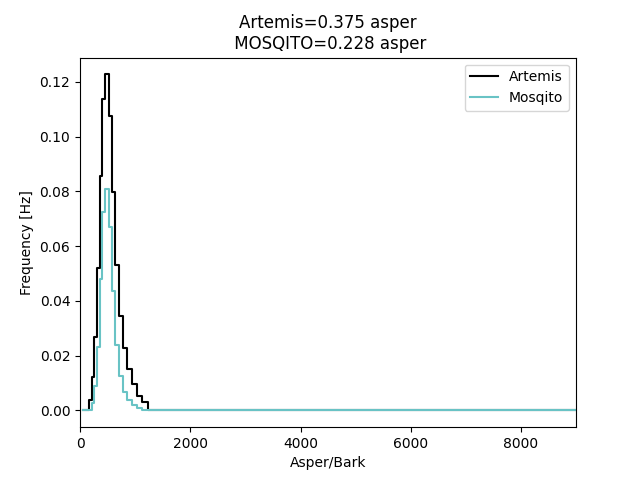 Artemis=0.375 asper
MOSQITO=0.228 asper
Artemis
Mosqito
0.12
0.10
0.08
0.06
0.04
0.02
0.00
Frequency [Hz]
0 2000 4000 6000 8000
Asper/Bark